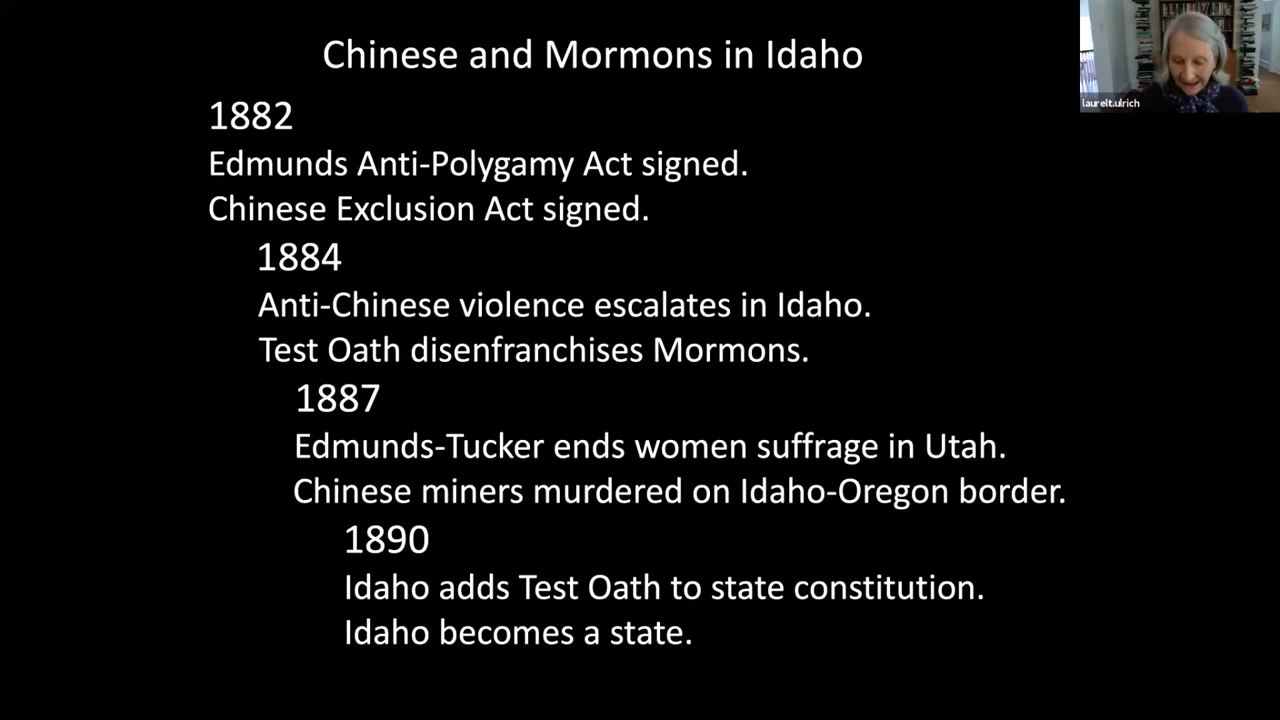 Chinese and Mormons in Idaho
laurelt.ulrich
1882
Edmunds Anti-Polygamy Act signed.
Chinese Exclusion Act signed.
1884
Anti-Chinese violence escalates in Idaho.
Test Oath disenfranchises Mormons.
1887
Edmunds-Tucker ends women suffrage in Utah.
Chinese miners murdered on Idaho-Oregon border.
1890
Idaho adds Test Oath to state constitution.
Idaho becomes a state.